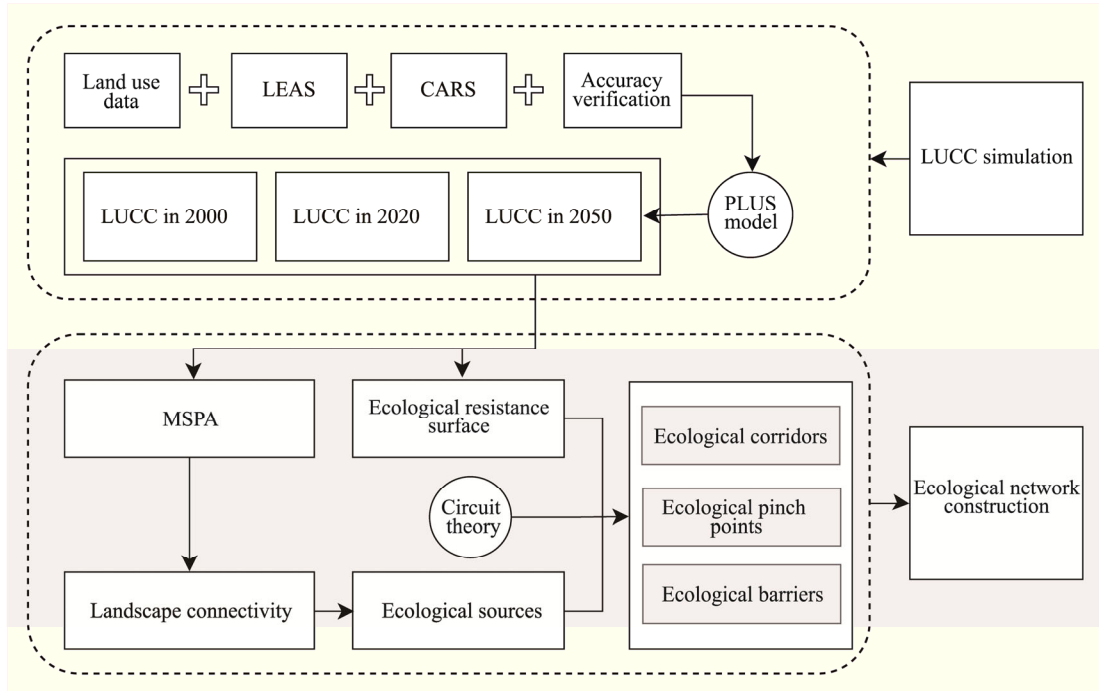 Land use
data
LEAS
CARS
Accuracy
verification
LUCC simulation
LUCC in 2000
LUCC in 2020
LUCC in 2050
PLUS
model
MSPA
Ecological resistance
surface
Ecological corridors
Circuit
theory
Ecological pinch
points
Ecological nctwork
construction
Landscape connectivity
Ecological sources
Ecological barriers